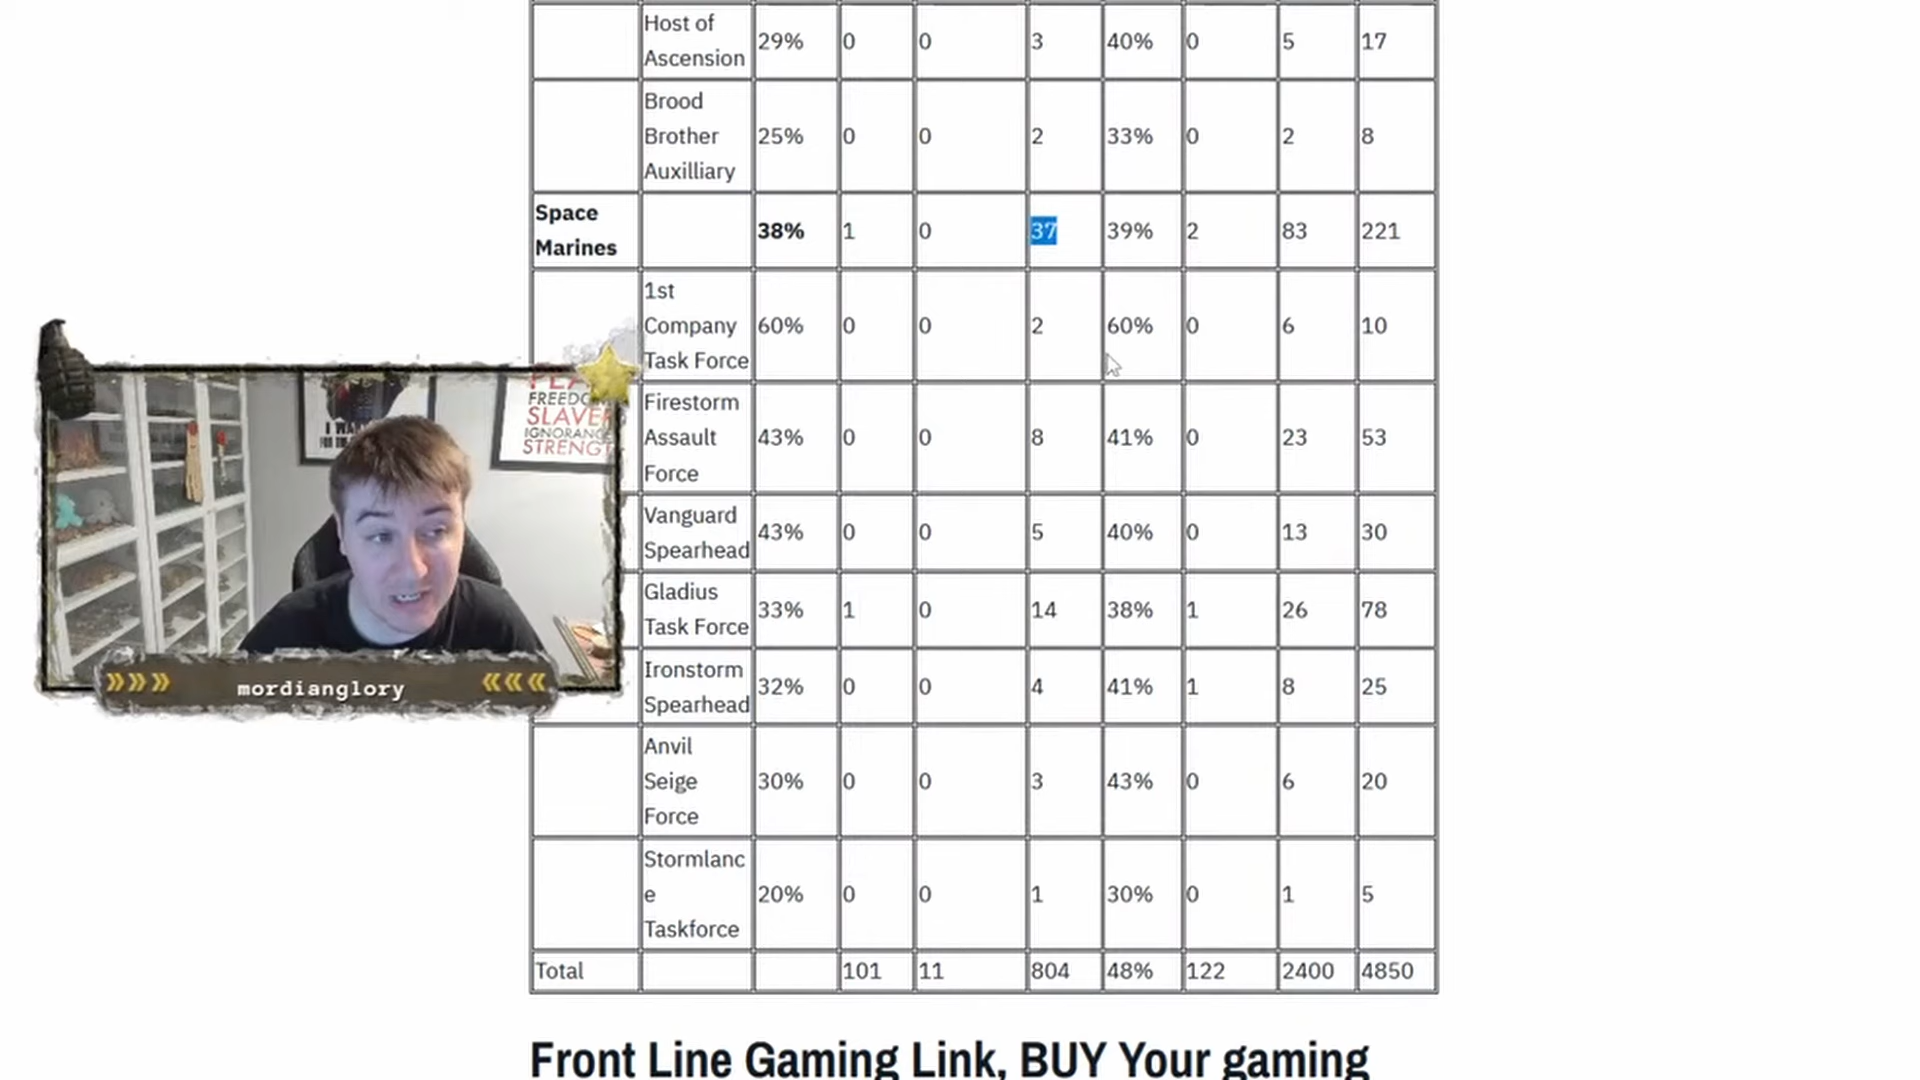 Host of
Ascension 29% 0 0 3 40% 0 5 17
Brood
Brother
Auxilliary 25% 0 0 2 33% 0 2 8
Space
Marines 38% 1 0 37 39% 2 83 221
1st
Company
Task Force 60% 0 0 2 60% 0 6 10
Firestorm
Assault
Force 43% 0 0 8 41% 0 23 53
Vanguard
Spearhead 43% 0 0 5 40% 0 13 30
Gladius
Task Force 33% 1 0 14 38% 1 26 78
Ironstorm
Spearhead 32% 0 0 4 41% 1 8 25
Anvil
Seige
Force 30% 0 0 3 43% 0 6 20
Stormlanc
e
Taskforce 20% 0 0 1 30% 0 1 5
Total 101 11 804 48% 122 2400 4850
I WA
FREEDO
SLAVE
IGNORANCE
STRENGT
»»» mordianglory «««
Front Line Gaming Link, BUY Your gaming